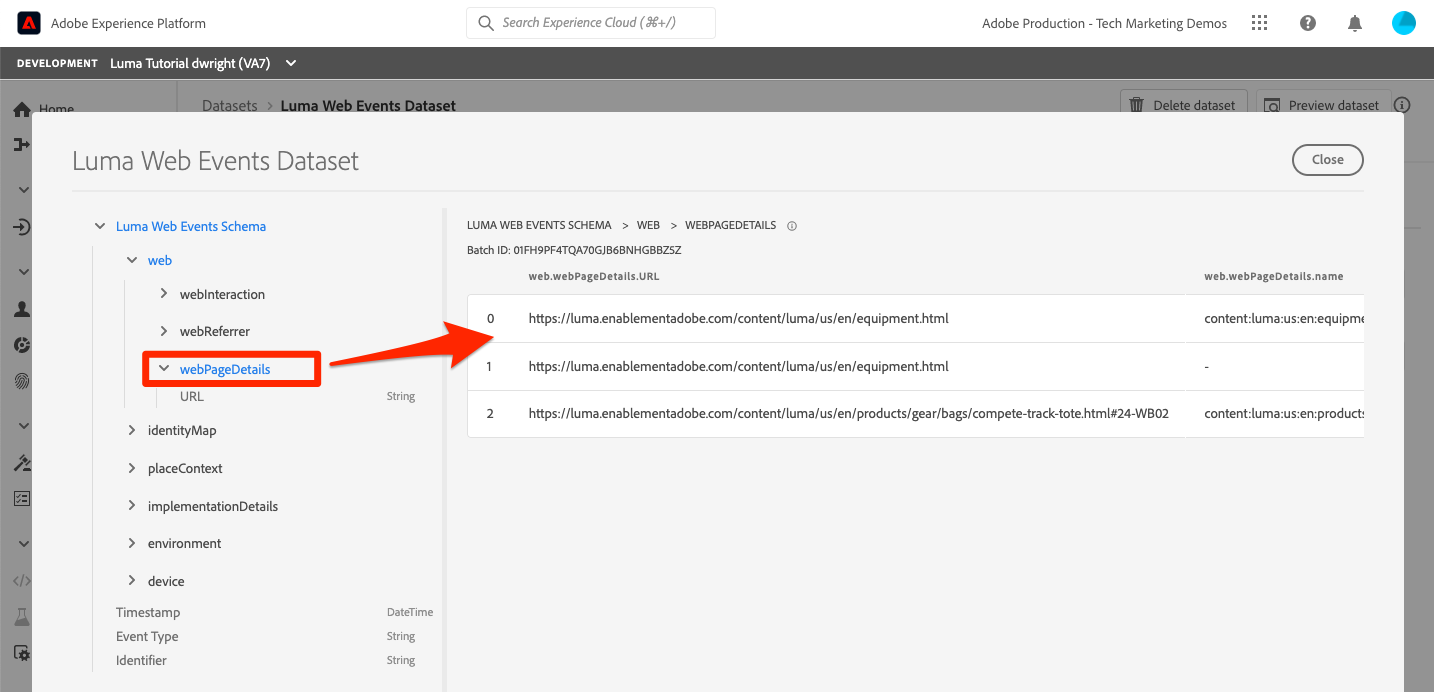 Adobe Experience Platform
Search Experience Cloud (⌘+/)
Adobe Production - Tech Marketing Demos
DEVELOPMENT Luma Tutorial dwright (VA7)
Home
Datasets > Luma Web Events Dataset
Delete dataset
Preview dataset
Luma Web Events Dataset
Close
Luma Web Events Schema
web
webInteraction
webReferrer
webPageDetails
URL String
identityMap
placeContext
implementationDetails
environment
device
Timestamp DateTime
Event Type String
Identifier String
LUMA WEB EVENTS SCHEMA > WEB > WEBPAGEDETAILS
Batch ID: 01FH9PF4TQA70GJB6BNHGBBZSZ
web.webPageDetails.URL web.webPageDetails.name
0 https://luma.enablementadobe.com/content/luma/us/en/equipment.html content:luma:us:en:equipme
1 https://luma.enablementadobe.com/content/luma/us/en/equipment.html -
2 https://luma.enablementadobe.com/content/luma/us/en/products/gear/bags/compete-track-tote.html#24-WB02 content:luma:us:en:products